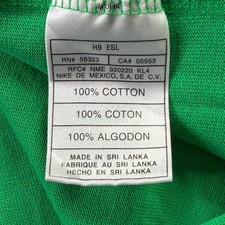 H9 ESL
RN# 56323 CA# 05553
RFC# NME 920220 KL4
NIKE DE MEXICO, S.A. DE C.V.
100% COTTON
100% COTON
100% ALGODON
MADE IN SRI LANKA
FABRIQUE AU SRI LANKA
HECHO EN SRI LANKA